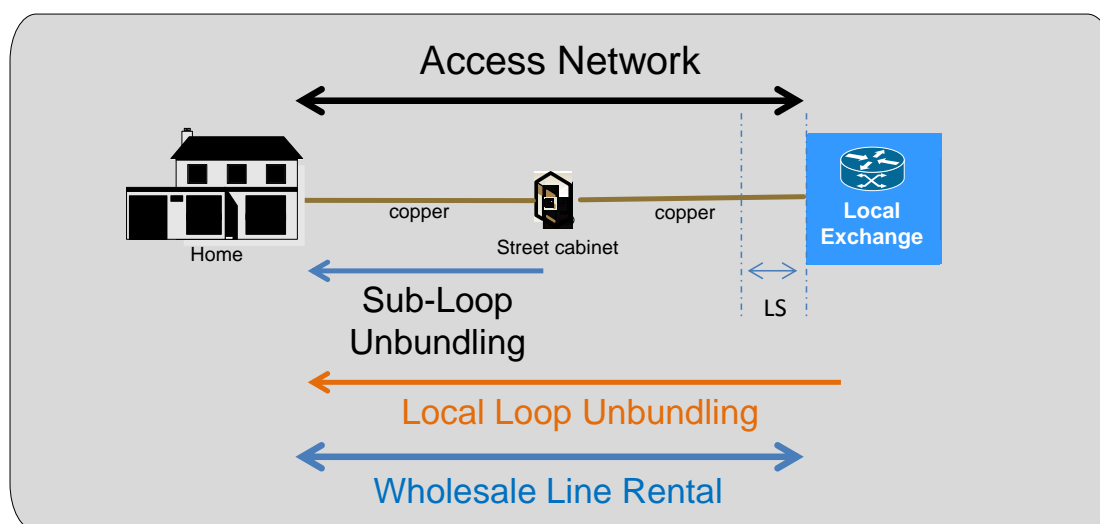 Access Network
copper
copper
Local
Exchange
Home
Street cabinet
Sub-Loop
Unbundling
LS
Local Loop Unbundling
Wholesale Line Rental